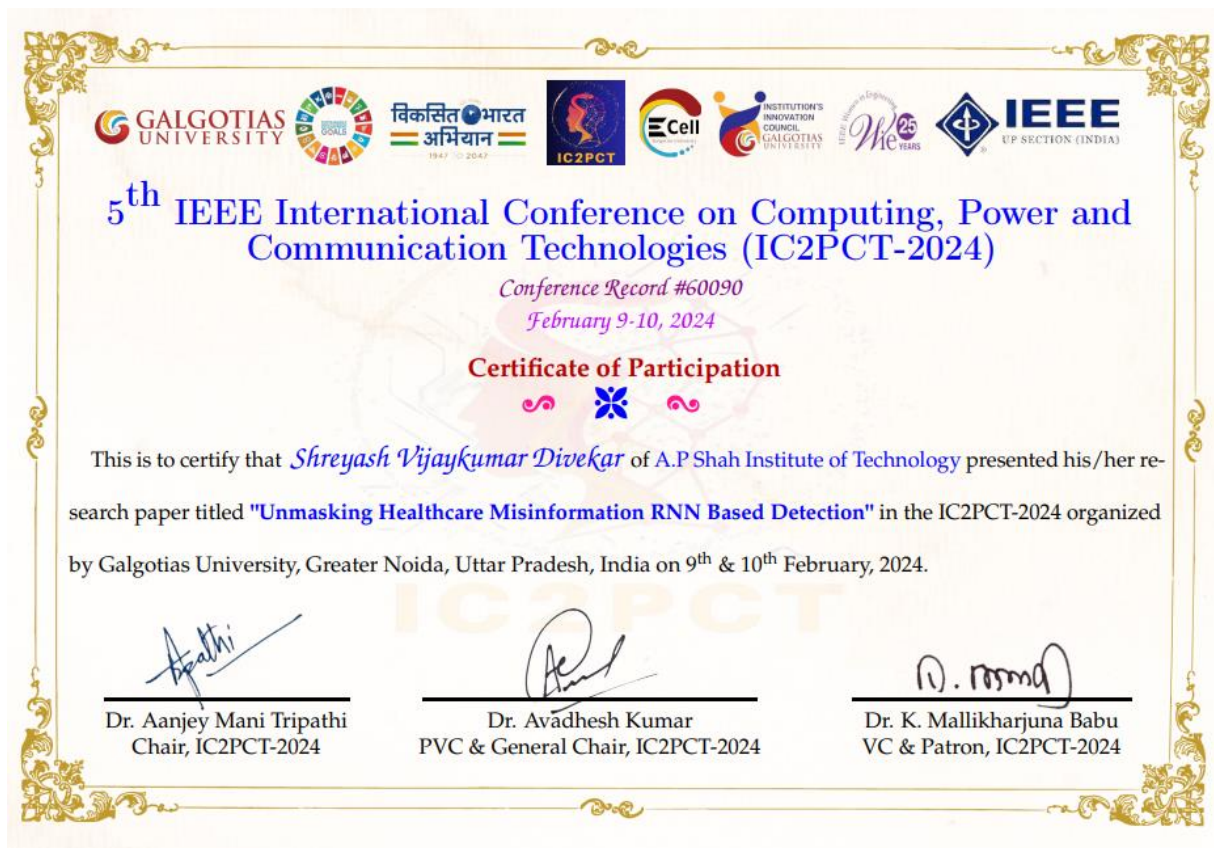 GALGOTIAS
UNIVERSITY
GOALS
विकसित भारत
अभियान
1947 TO 2047
IC2PCT
ECell
INSTITUTION'S
INNOVATION
COUNCIL
GALGOTIAS
UNIVERSITY
WIE 25
YEARS
IEEE
UP SECTION (INDIA)
5th IEEE International Conference on Computing, Power and
Communication Technologies (IC2PCT-2024)
Conference Record #60090
February 9-10, 2024
Certificate of Participation
This is to certify that Shreyash Vijaykumar Divekar of A.P Shah Institute of Technology presented his/her re-
search paper titled "Unmasking Healthcare Misinformation RNN Based Detection" in the IC2PCT-2024 organized
by Galgotias University, Greater Noida, Uttar Pradesh, India on 9th & 10th February, 2024.
IC2PCT
Dr. Aanjey Mani Tripathi
Chair, IC2PCT-2024
Dr. Avadhesh Kumar
PVC & General Chair, IC2PCT-2024
Dr. K. Mallikharjuna Babu
VC & Patron, IC2PCT-2024